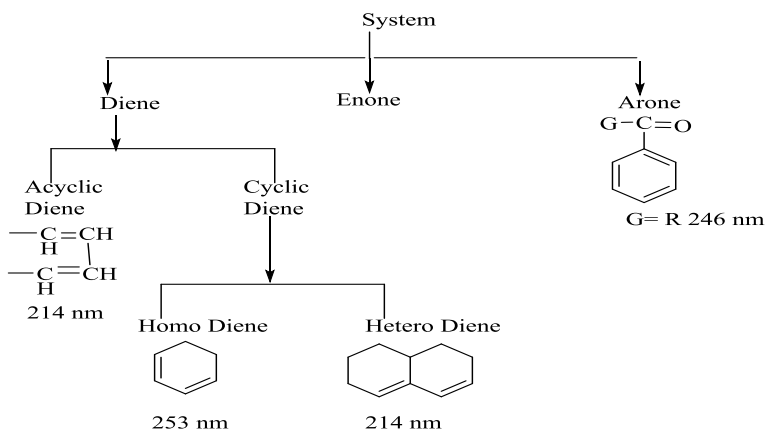 System
Diene
Enone
Arone
G-C=O
G= R 246 nm
Acyclic
Diene
Cyclic
Diene
C=CH
H
C=CH
H
214 nm
Homo Diene
Hetero Diene
253 nm
214 nm